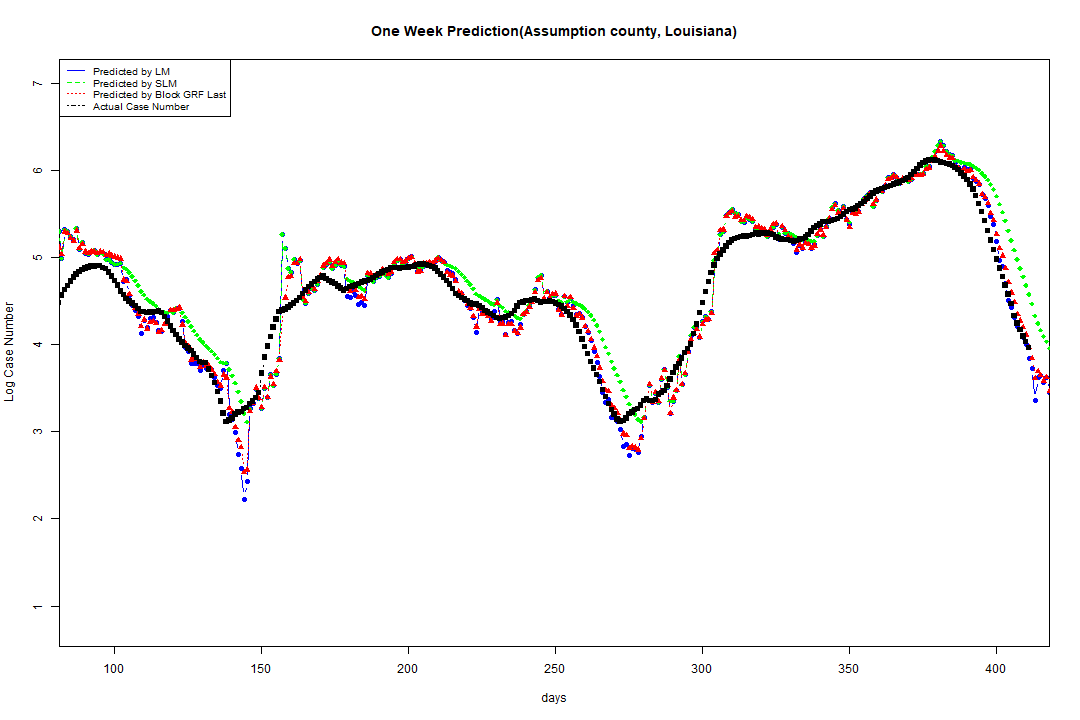 One Week Prediction(Assumption county, Louisiana)
Predicted by LM
Predicted by SLM
Predicted by Block GRF Last
Actual Case Number
7
6
5
4
3
2
1
Log Case Number
100 150 200 250 300 350 400
days